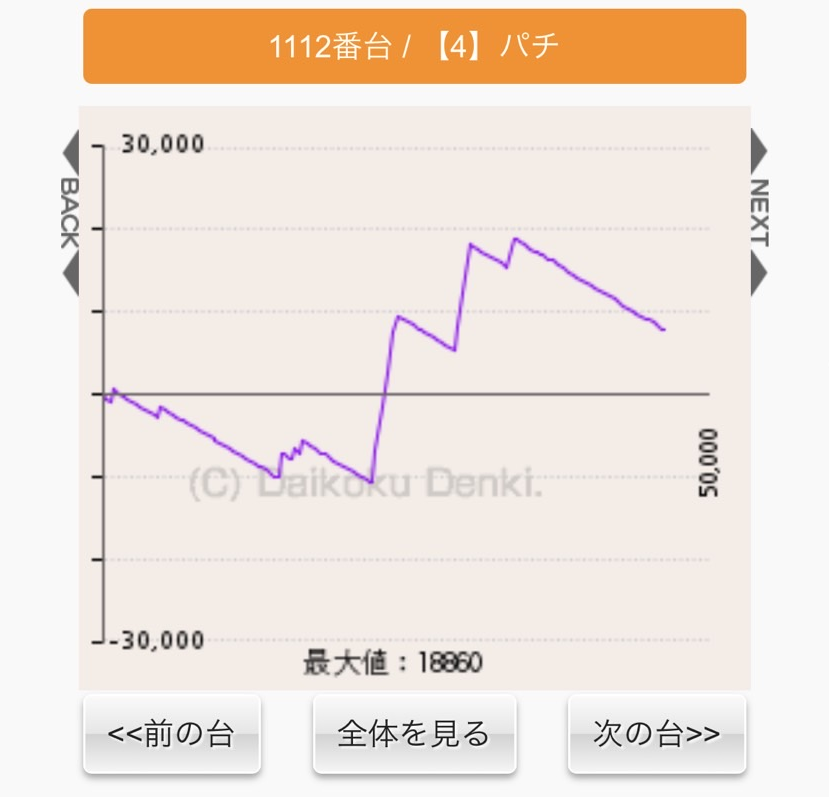 1112番台 / 【4】パチ
30,000
BACK
NEXT
50,000
(C) Daikoku Denki.
-30,000
最大値：18860
<<前の台
全体を見る
次の台>>